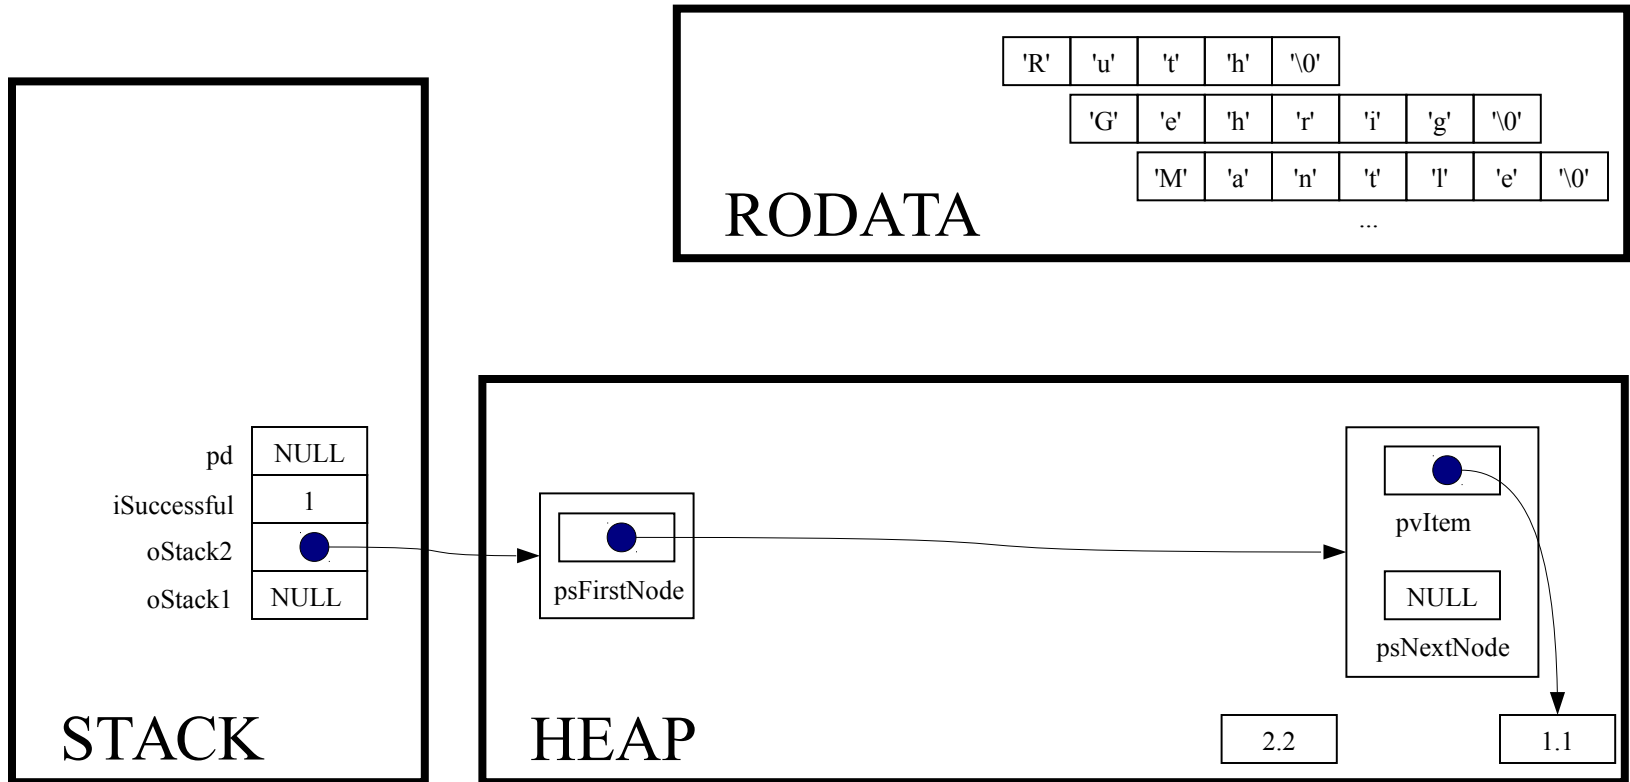 'R' 'u' 't' 'h' '\0'
'G' 'e' 'h' 'r' 'i' 'g' '\0'
'M' 'a' 'n' 't' 'l' 'e' '\0'
...
RODATA
pd NULL
iSuccessful 1
oStack2
oStack1 NULL
STACK
psFirstNode
pvItem
NULL
psNextNode
2.2
1.1
HEAP